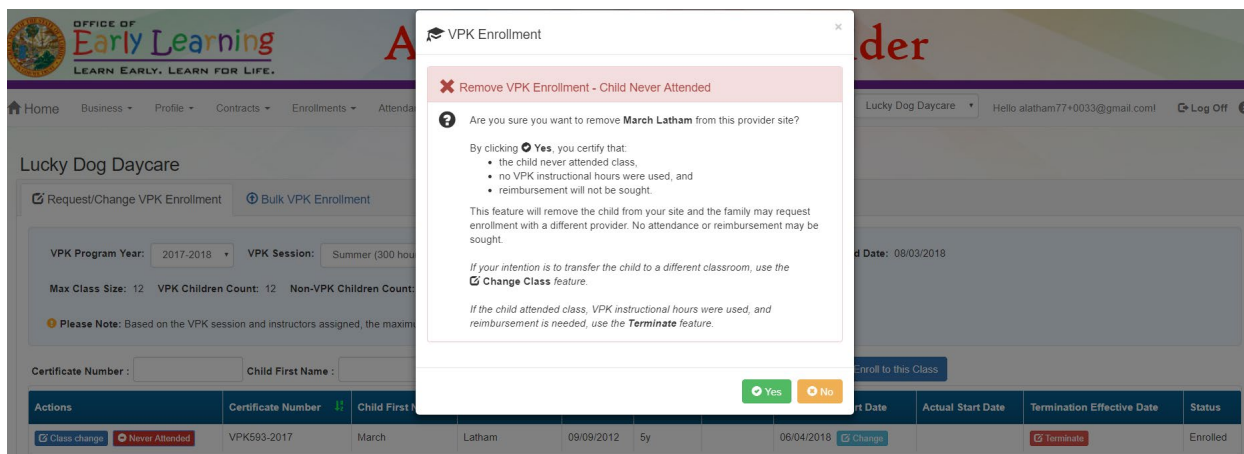 OFFICE OF
Early Learning
LEARN EARLY. LEARN FOR LIFE.
A
der
Home Business Profile Contracts Enrollments Lucky Dog Daycare Hello alatham77+0033@gmail.com! Log Off
Lucky Dog Daycare
Request/Change VPK Enrollment Bulk VPK Enrollment
VPK Program Year: 2017-2018 VPK Session: Summer (300 d Date: 08/03/2018
Max Class Size: 12 VPK Children Count: 12 Non-VPK Children Count:
Please Note: Based on the VPK session and instructors assigned, the
Certificate Number : Child First Name : Enroll to this Class
Actions Certificate Number Child First rt Date Actual Start Date Termination Effective Date Status
Class change Never Attended VPK593-2017 March Latham 09/09/2012 5y 06/04/2018 Change Terminate Enrolled
VPK Enrollment ×
Remove VPK Enrollment - Child Never Attended
Are you sure you want to remove March Latham from this provider site?
By clicking Yes, you certify that:
• the child never attended class,
• no VPK instructional hours were used, and
• reimbursement will not be sought.
This feature will remove the child from your site and the family may request
enrollment with a different provider. No attendance or reimbursement may be
sought.
If your intention is to transfer the child to a different classroom, use the
Change Class feature.
If the child attended class, VPK instructional hours were used, and
reimbursement is needed, use the Terminate feature.
Yes No